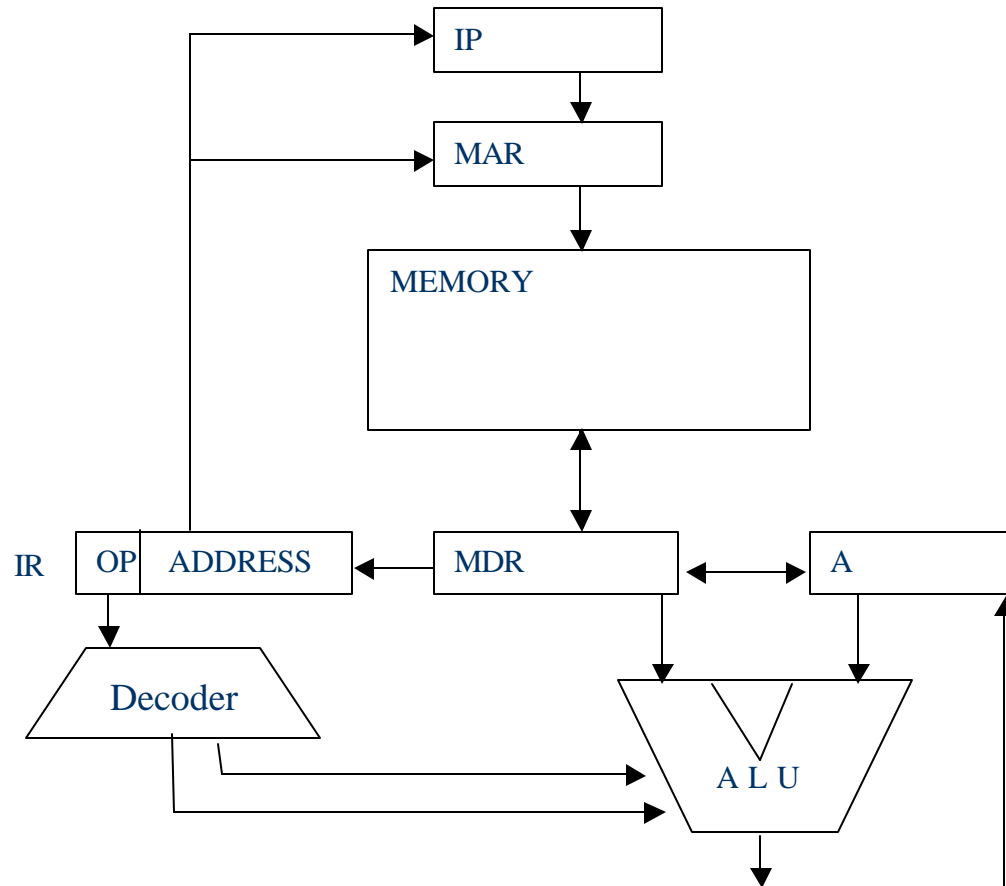 IP
MAR
MEMORY
IR OP ADDRESS MDR A
Decoder
A L U